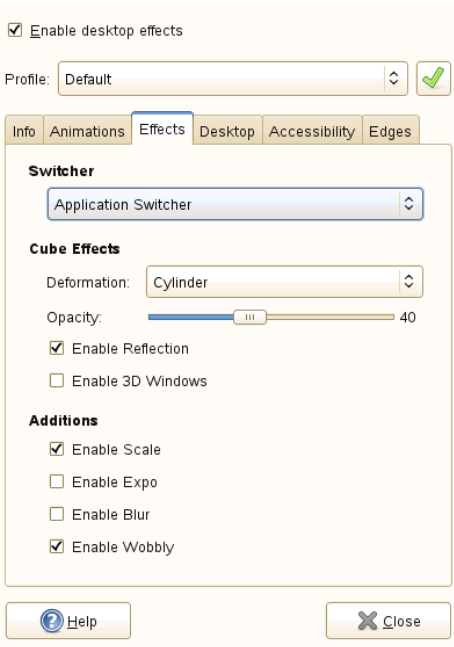 Enable desktop effects
Profile: Default
Info Animations Effects Desktop Accessibility Edges
Switcher
Application Switcher
Cube Effects
Deformation: Cylinder
Opacity: 40
Enable Reflection
Enable 3D Windows
Additions
Enable Scale
Enable Expo
Enable Blur
Enable Wobbly
Help Close